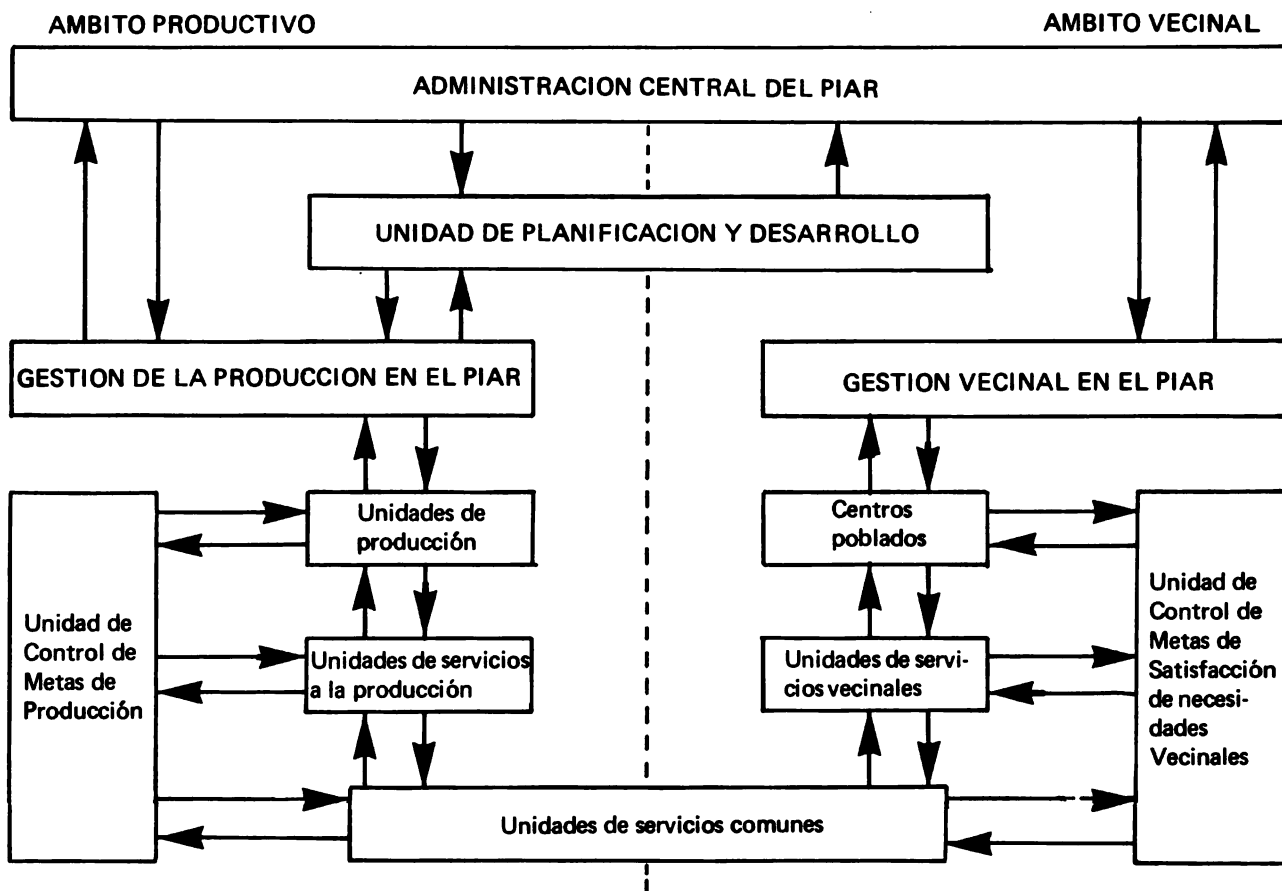 AMBITO PRODUCTIVO
AMBITO VECINAL
ADMINISTRACION CENTRAL DEL PIAR
UNIDAD DE PLANIFICACION Y DESARROLLO
GESTION DE LA PRODUCCION EN EL PIAR
GESTION VECINAL EN EL PIAR
Unidades de
producción
Centros
poblados
Unidad de
Control de
Metas de
Producción
Unidades de servicios
a la producción
Unidades de servi-
cios vecinales
Unidad de
Control de
Metas de
Satisfacción
de necesi-
dades
Vecinales
Unidades de servicios comunes